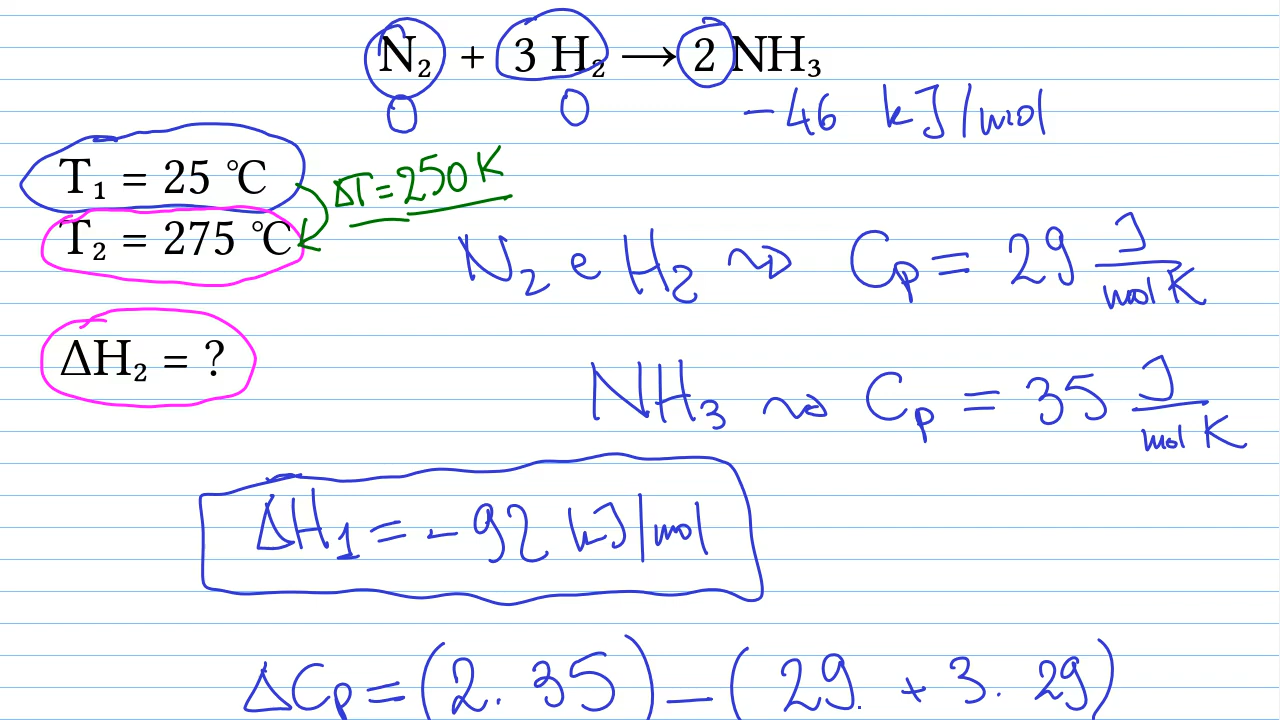 N₂ + 3 H₂ → 2 NH₃
0 0 -46 kJ/mol
T₁ = 25 °C
ΔT = 250 K
T₂ = 275 °C
N₂ e H₂ ⇝ Cp = 29 J/mol K
ΔH₂ = ?
NH₃ ⇝ Cp = 35 J/mol K
ΔH₁ = -92 kJ/mol
ΔCp = (2. 35) - (29. + 3. 29)